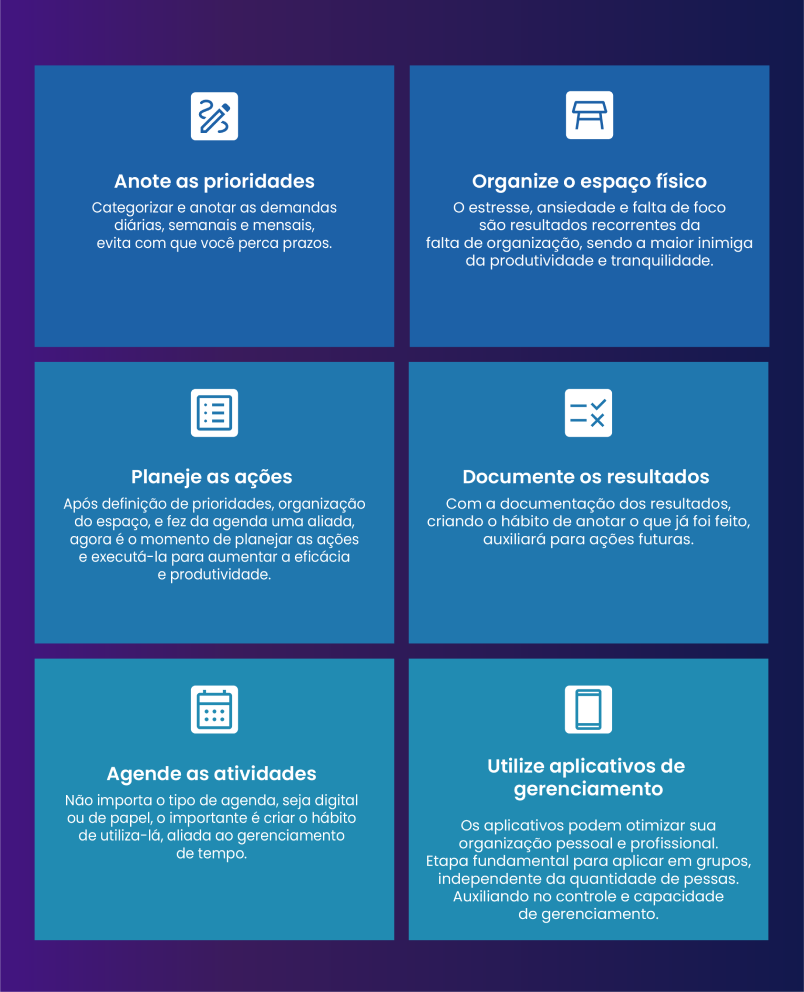 Anote as prioridades
Categorizar e anotar as demandas
diárias, semanais e mensais,
evita com que você perca prazos.
Organize o espaço físico
O estresse, ansiedade e falta de foco
são resultados recorrentes da
falta de organização, sendo a maior inimiga
da produtividade e tranquilidade.
Planeje as ações
Após definição de prioridades, organização
do espaço, e fez da agenda uma aliada,
agora é o momento de planejar as ações
e executá-la para aumentar a eficácia
e produtividade.
Documente os resultados
Com a documentação dos resultados,
criando o hábito de anotar o que já foi feito,
auxiliará para ações futuras.
Agende as atividades
Não importa o tipo de agenda, seja digital
ou de papel, o importante é criar o hábito
de utiliza-lá, aliada ao gerenciamento
de tempo.
Utilize aplicativos de
gerenciamento
Os aplicativos podem otimizar sua
organização pessoal e profissional.
Etapa fundamental para aplicar em grupos,
independente da quantidade de pessas.
Auxiliando no controle e capacidade
de gerenciamento.